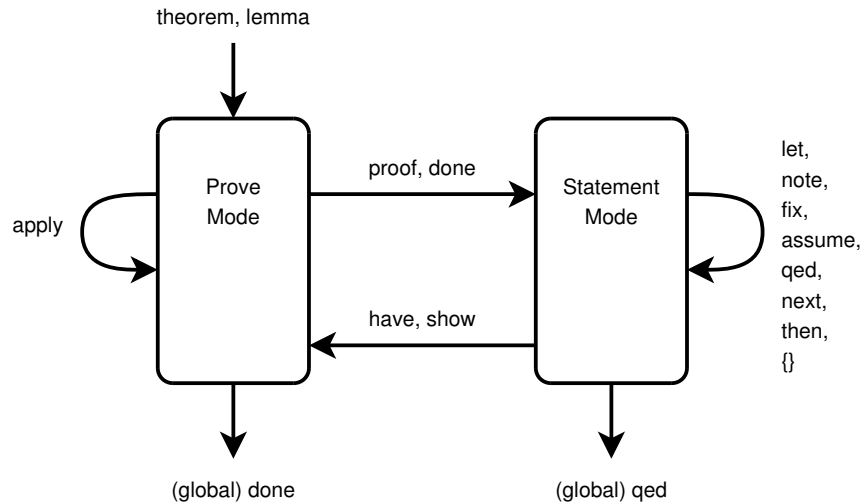 theorem, lemma
Prove
Mode
proof, done
Statement
Mode
apply
have, show
let,
note,
fix,
assume,
qed,
next,
then,
{}
(global) done
(global) qed